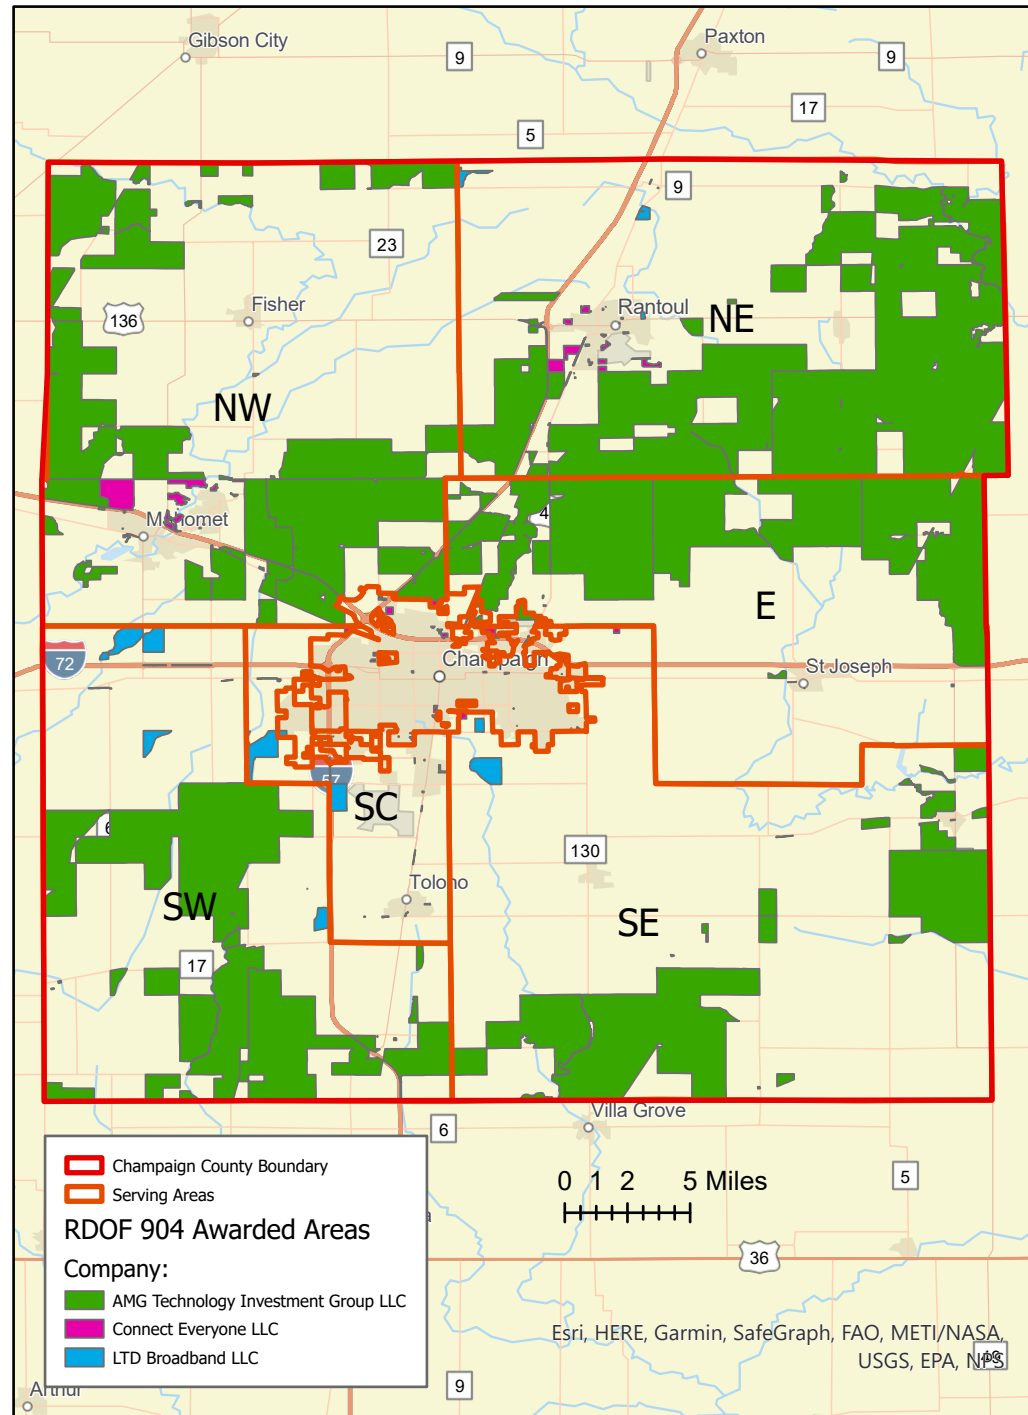 Gibson City
Paxton
9
9
17
5
9
23
136
Fisher
Rantoul
NE
NW
4
Mahomet
E
72
Champaign
St Joseph
57
SC
6
130
Tolono
SW
SE
17
Villa Grove
6
Champaign County Boundary
Serving Areas
RDOF 904 Awarded Areas
Company:
AMG Technology Investment Group LLC
Connect Everyone LLC
LTD Broadband LLC
0 1 2 5 Miles
5
36
Esri, HERE, Garmin, SafeGraph, FAO, METI/NASA,
USGS, EPA, NPS
9
Arthur